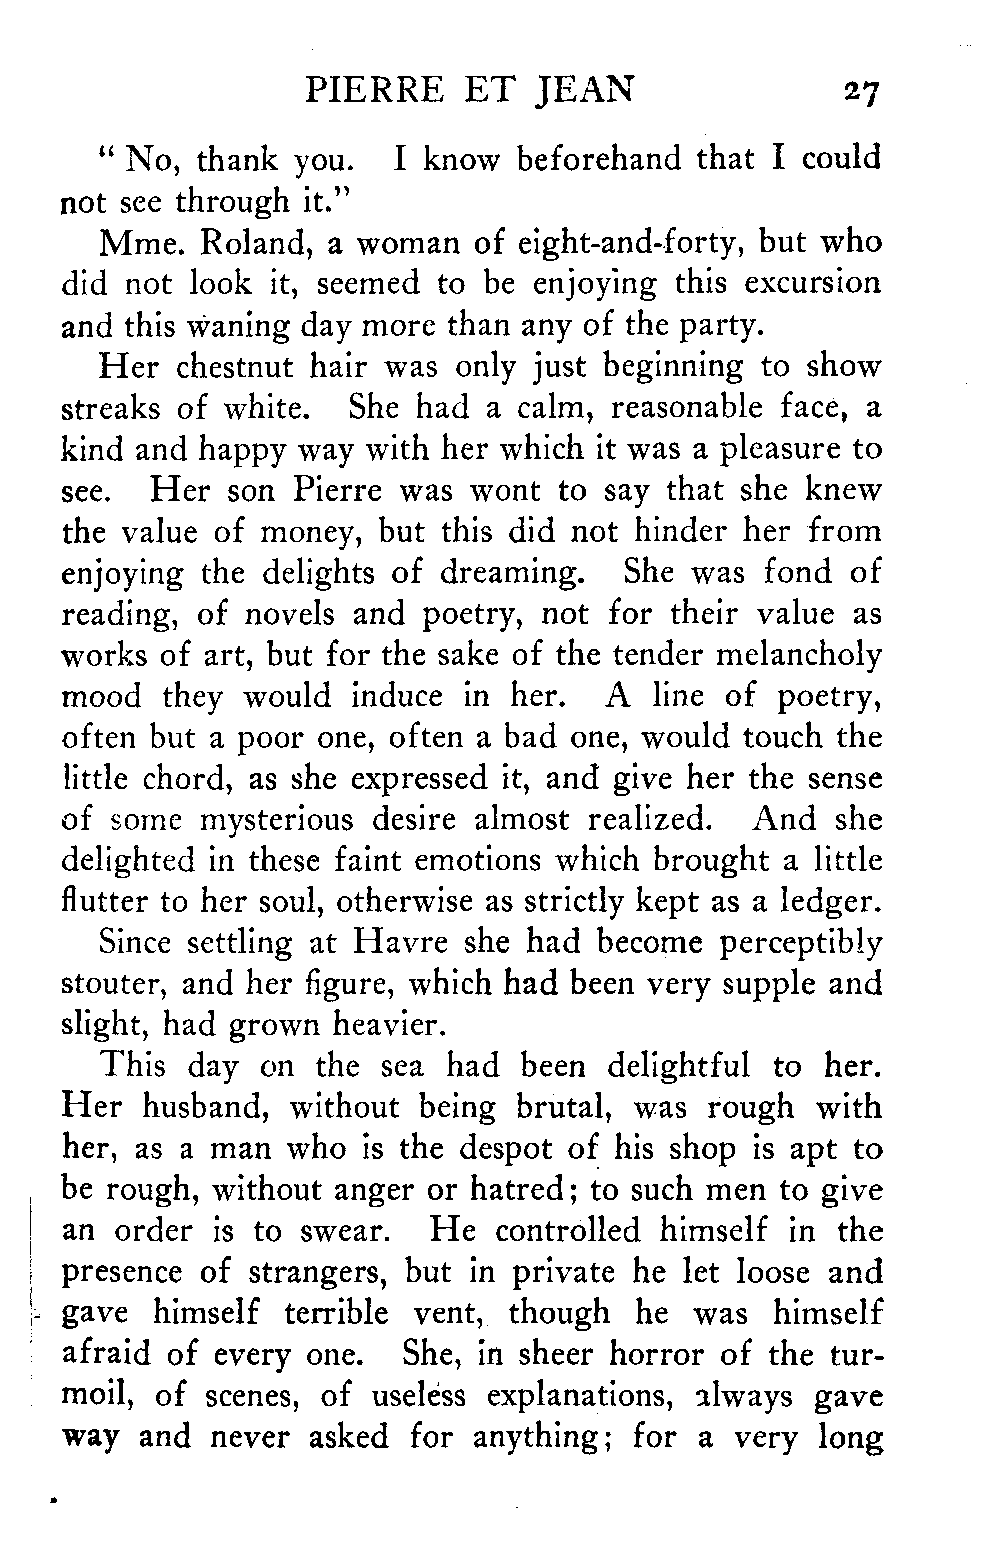 PIERRE ET JEAN 27
“ No, thank you. I know beforehand that I could
not see through it.”
Mme. Roland, a woman of eight-and-forty, but who
did not look it, seemed to be enjoying this excursion
and this waning day more than any of the party.
Her chestnut hair was only just beginning to show
streaks of white. She had a calm, reasonable face, a
kind and happy way with her which it was a pleasure to
see. Her son Pierre was wont to say that she knew
the value of money, but this did not hinder her from
enjoying the delights of dreaming. She was fond of
reading, of novels and poetry, not for their value as
works of art, but for the sake of the tender melancholy
mood they would induce in her. A line of poetry,
often but a poor one, often a bad one, would touch the
little chord, as she expressed it, and give her the sense
of some mysterious desire almost realized. And she
delighted in these faint emotions which brought a little
flutter to her soul, otherwise as strictly kept as a ledger.
Since settling at Havre she had become perceptibly
stouter, and her figure, which had been very supple and
slight, had grown heavier.
This day on the sea had been delightful to her.
Her husband, without being brutal, was rough with
her, as a man who is the despot of his shop is apt to
be rough, without anger or hatred; to such men to give
an order is to swear. He controlled himself in the
presence of strangers, but in private he let loose and
gave himself terrible vent, though he was himself
afraid of every one. She, in sheer horror of the tur-
moil, of scenes, of useless explanations, always gave
way and never asked for anything; for a very long